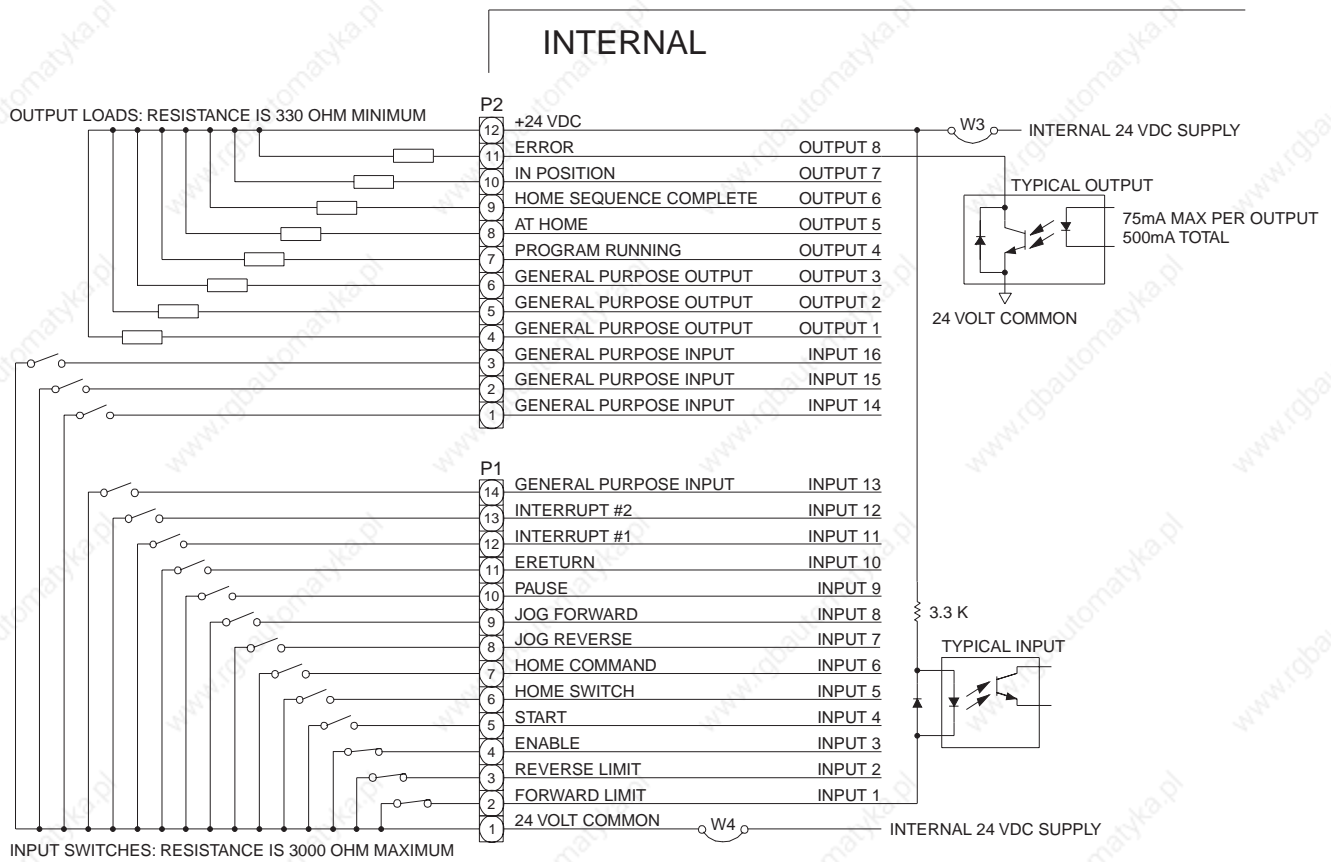 INTERNAL
OUTPUT LOADS: RESISTANCE IS 330 OHM MINIMUM
P2
12 +24 VDC W3 INTERNAL 24 VDC SUPPLY
11 ERROR OUTPUT 8
10 IN POSITION OUTPUT 7
9 HOME SEQUENCE COMPLETE OUTPUT 6
8 AT HOME OUTPUT 5
7 PROGRAM RUNNING OUTPUT 4
6 GENERAL PURPOSE OUTPUT OUTPUT 3
5 GENERAL PURPOSE OUTPUT OUTPUT 2
4 GENERAL PURPOSE OUTPUT OUTPUT 1
3 GENERAL PURPOSE INPUT INPUT 16
2 GENERAL PURPOSE INPUT INPUT 15
1 GENERAL PURPOSE INPUT INPUT 14
TYPICAL OUTPUT
75mA MAX PER OUTPUT
500mA TOTAL
24 VOLT COMMON
P1
14 GENERAL PURPOSE INPUT INPUT 13
13 INTERRUPT #2 INPUT 12
12 INTERRUPT #1 INPUT 11
11 ERETURN INPUT 10
10 PAUSE INPUT 9
9 JOG FORWARD INPUT 8
8 JOG REVERSE INPUT 7
7 HOME COMMAND INPUT 6
6 HOME SWITCH INPUT 5
5 START INPUT 4
4 ENABLE INPUT 3
3 REVERSE LIMIT INPUT 2
2 FORWARD LIMIT INPUT 1
1 24 VOLT COMMON W4 INTERNAL 24 VDC SUPPLY
3.3 K
TYPICAL INPUT
INPUT SWITCHES: RESISTANCE IS 3000 OHM MAXIMUM
www.rgbautomatyka.pl